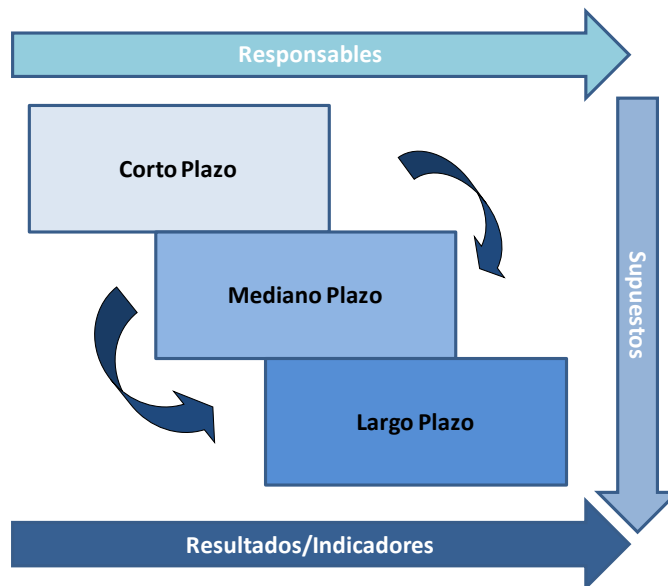 Responsables
Corto Plazo
Mediano Plazo
Supuestos
Largo Plazo
Resultados/Indicadores